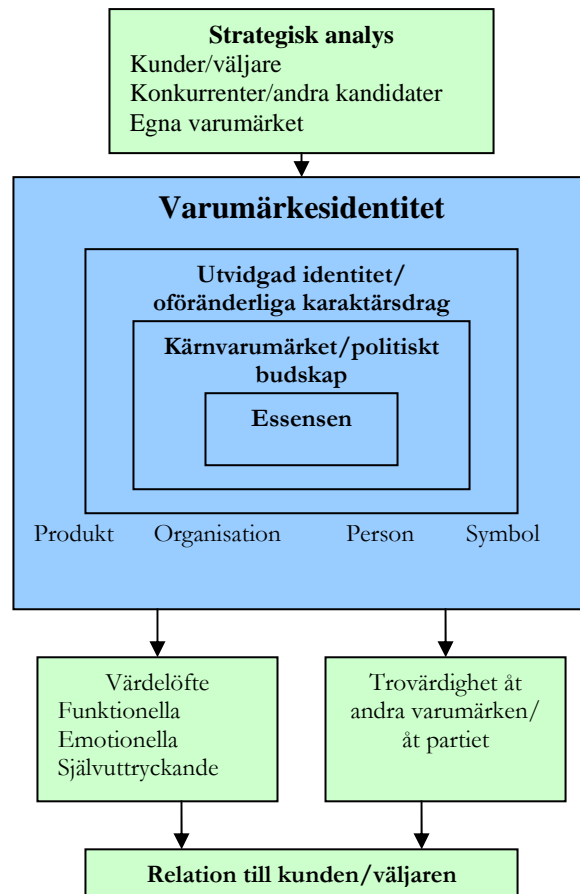 Strategisk analys
Kunder/väljare
Konkurrenter/andra kandidater
Egna varumärket
Varumärkesidentitet
Utvidgad identitet/
oföränderliga karaktärsdrag
Kärnvarumärket/politiskt
budskap
Essensen
Produkt Organisation Person Symbol
Värdelöfte
Funktionella
Emotionella
Självuttryckande
Trovärdighet åt
andra varumärken/
åt partiet
Relation till kunden/väljaren